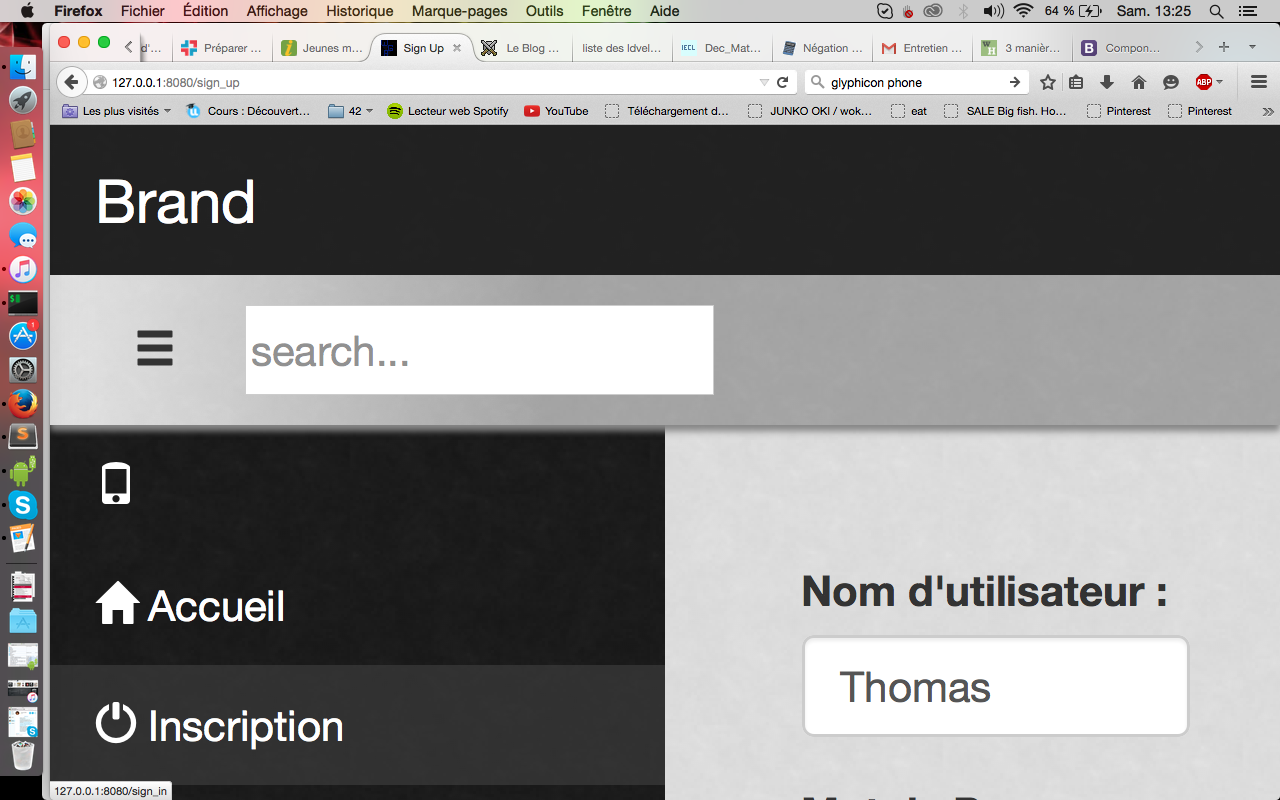 Firefox Fichier Édition Affichage Historique Marque-pages Outils Fenêtre Aide 64 % Sam. 13:25
d'... Préparer ... Jeunes m... Sign Up Le Blog ... liste des Idvel... IECL Dec_Mat... Négation ... Entretien ... WH 3 manièr... B Compon...
127.0.0.1:8080/sign_up glyphicon phone ABP
Les plus visités Cours : Découvert... 42 Lecteur web Spotify YouTube Téléchargement d... JUNKO OKI / wok... eat SALE Big fish. Ho... Pinterest Pinterest
Brand
search...
Accueil
Inscription
Nom d'utilisateur :
Thomas
127.0.0.1:8080/sign_in